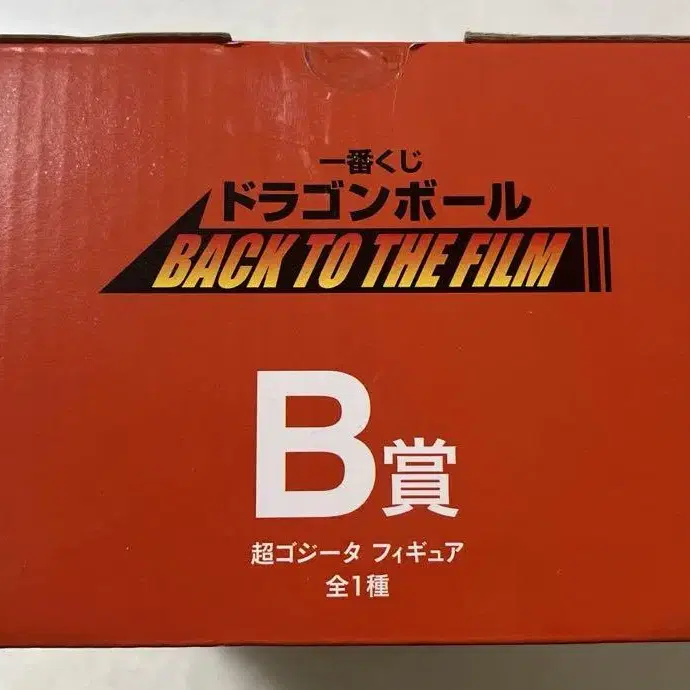 一番くじ
ドラゴンボール
BACK TO THE FILM
B賞
超ゴジータ フィギュア
全1種